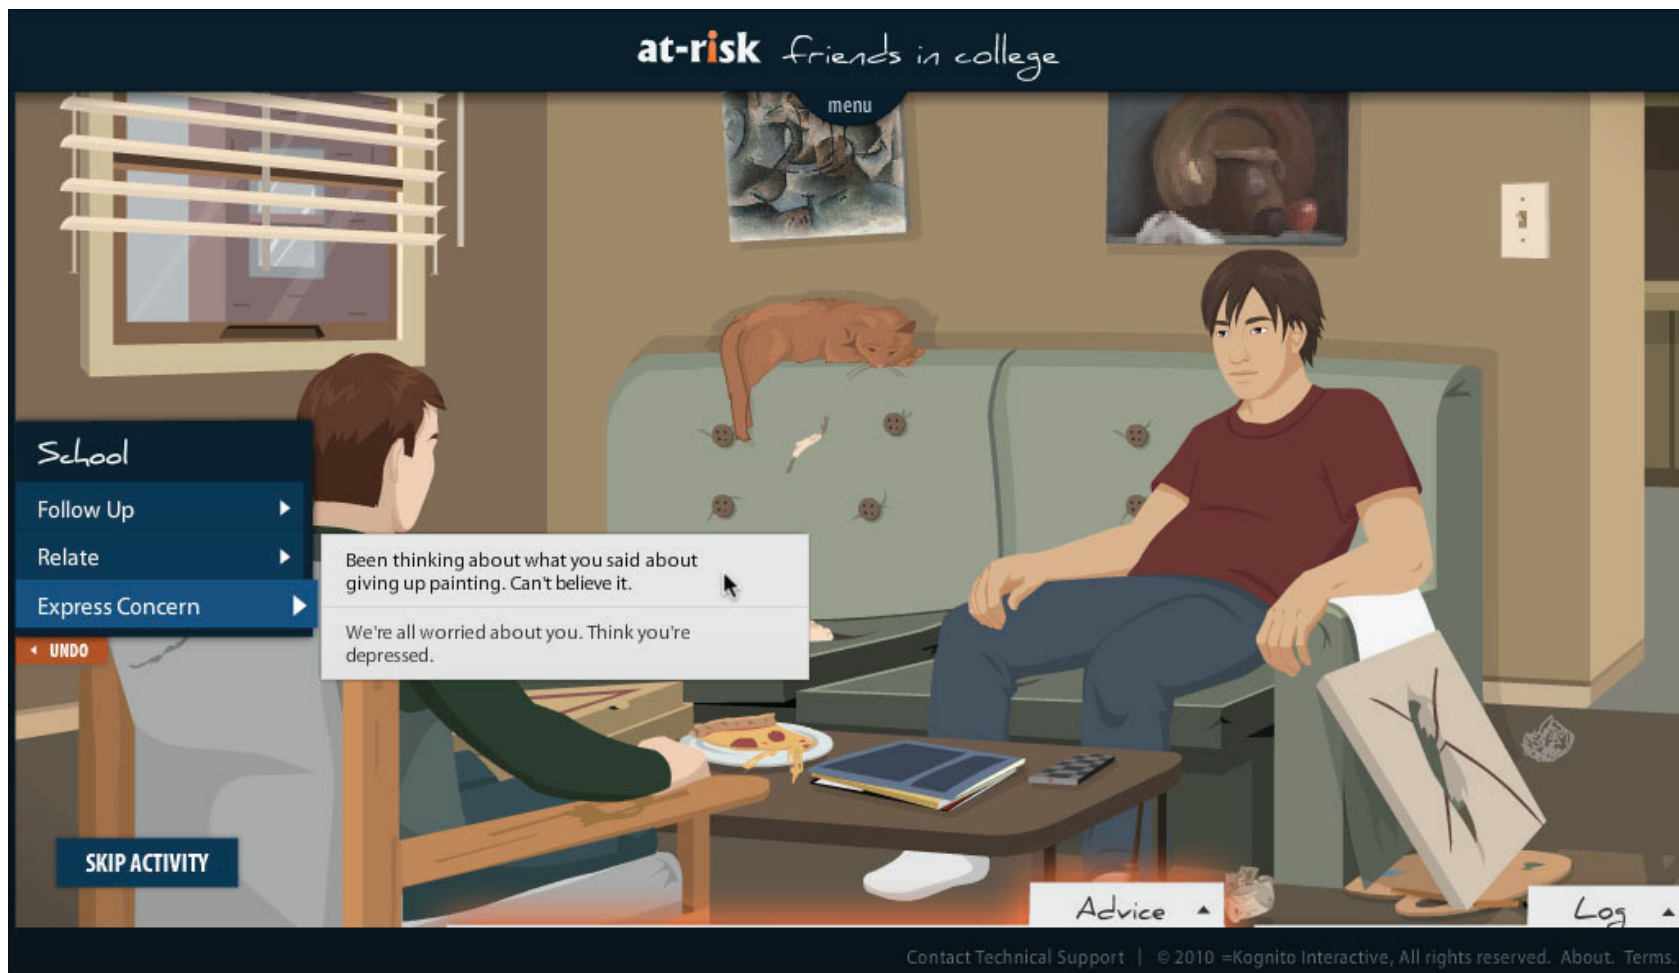 at-risk friends in college
menu
School
Follow Up
Relate
Express Concern
UNDO
Been thinking about what you said about
giving up painting. Can't believe it.
We're all worried about you. Think you're
depressed.
SKIP ACTIVITY
Advice
Log
Contact Technical Support | © 2010 =Kognito Interactive, All rights reserved. About. Terms.